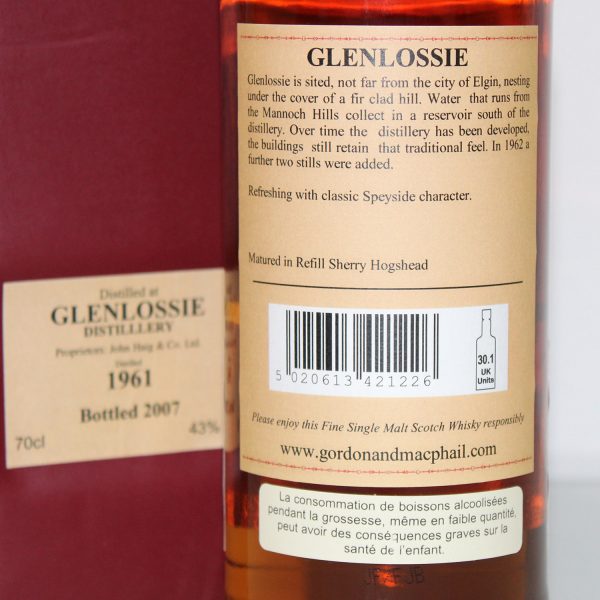 GLENLOSSIE
Glenlossie is sited, not far from the city of Elgin, nesting
under the cover of a fir clad hill. Water that runs from
the Mannoch Hills collect in a reservoir south of the
distillery. Over time the distillery has been developed,
the buildings still retain that traditional feel. In 1962 a
further two stills were added.
Refreshing with classic Speyside character.
Matured in Refill Sherry Hogshead
5 020613 421226
30.1
UK
Units
Please enjoy this Fine Single Malt Scotch Whisky responsibly
www.gordonandmacphail.com
La consommation de boissons alcoolisées
pendant la grossesse, même en faible quantité,
peut avoir des conséquences graves sur la
santé de l'enfant.
Distilled at
GLENLOSSIE
DISTILLLERY
Proprietors: John Haig & Co. Ltd.
1961
Bottled 2007
70cl 43%